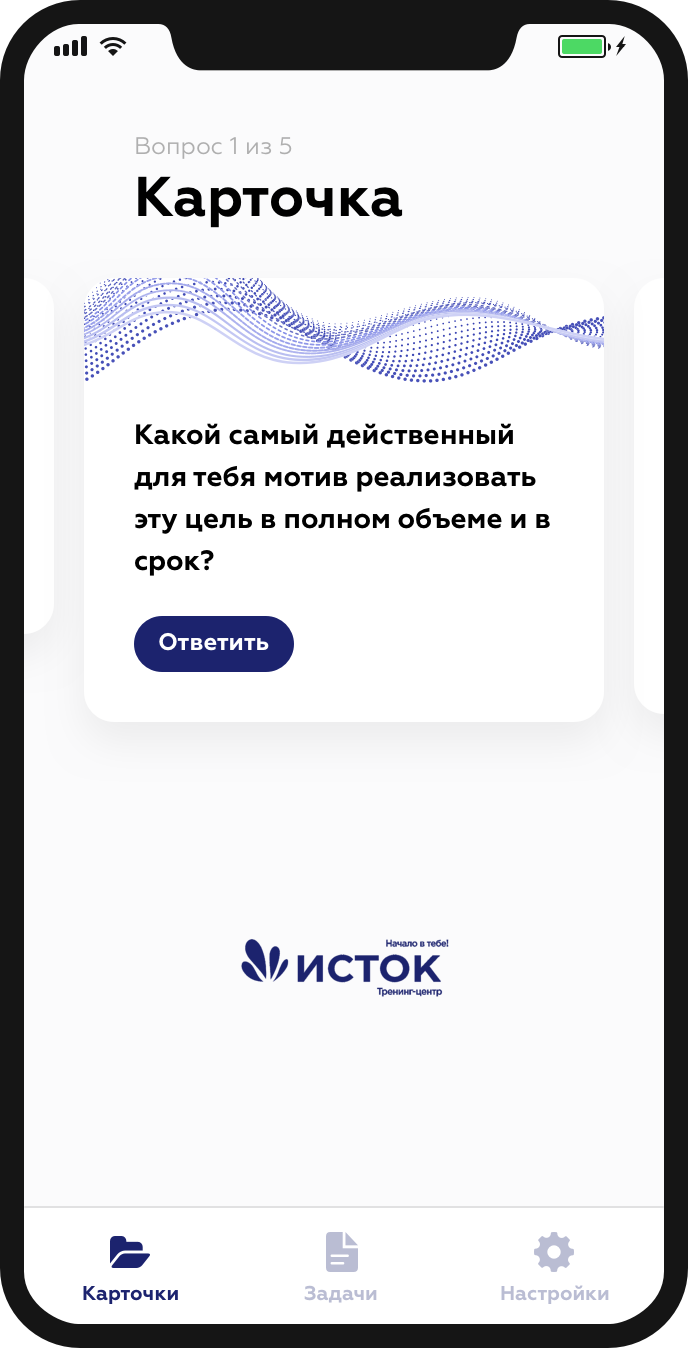 Вопрос 1 из 5
Карточка
Какой самый действенный
для тебя мотив реализовать
эту цель в полном объеме и в
срок?
Ответить
Начало в тебе!
ИСТОК
Тренинг-центр
Карточки
Задачи
Настройки